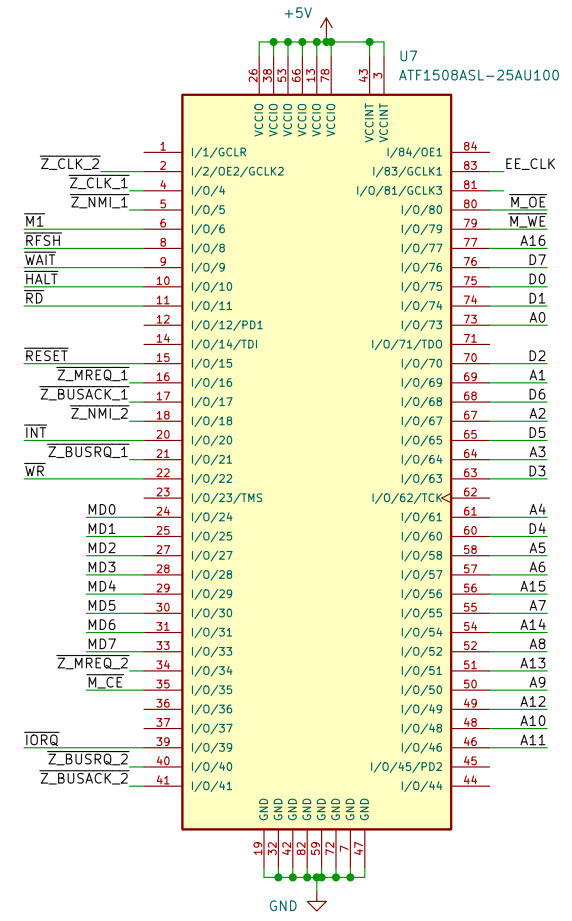 +5V
U7
ATF1508ASL-25AU100
26 38 53 66 13 78 43 3
VCCIO VCCIO VCCIO VCCIO VCCIO VCCIO VCCINT VCCINT
1 I/1/GCLR I/84/OE1 84
Z_CLK_2 2 I/2/OE2/GCLK2 I/83/GCLK1 83 EE_CLK
Z_CLK_1 4 I/O/4 I/O/81/GCLK3 81
Z_NMI_1 5 I/O/5 I/O/80 80 M_OE
M1 6 I/O/6 I/O/79 79 M_WE
RFSH 8 I/O/8 I/O/77 77 A16
WAIT 9 I/O/9 I/O/76 76 D7
HALT 10 I/O/10 I/O/75 75 D0
RD 11 I/O/11 I/O/74 74 D1
12 I/O/12/PD1 I/O/73 73 A0
14 I/O/14/TDI I/O/71/TDO 71
RESET 15 I/O/15 I/O/70 70 D2
Z_MREQ_1 16 I/O/16 I/O/69 69 A1
Z_BUSACK_1 17 I/O/17 I/O/68 68 D6
Z_NMI_2 18 I/O/18 I/O/67 67 A2
INT 20 I/O/20 I/O/65 65 D5
Z_BUSRQ_1 21 I/O/21 I/O/64 64 A3
WR 22 I/O/22 I/O/63 63 D3
23 I/O/23/TMS I/O/62/TCK 62
MD0 24 I/O/24 I/O/61 61 A4
MD1 25 I/O/25 I/O/60 60 D4
MD2 27 I/O/27 I/O/58 58 A5
MD3 28 I/O/28 I/O/57 57 A6
MD4 29 I/O/29 I/O/56 56 A15
MD5 30 I/O/30 I/O/55 55 A7
MD6 31 I/O/31 I/O/54 54 A14
MD7 33 I/O/33 I/O/52 52 A8
Z_MREQ_2 34 I/O/34 I/O/51 51 A13
M_CE 35 I/O/35 I/O/50 50 A9
36 I/O/36 I/O/49 49 A12
37 I/O/37 I/O/48 48 A10
IORQ 39 I/O/39 I/O/46 46 A11
Z_BUSRQ_2 40 I/O/40 I/O/45/PD2 45
Z_BUSACK_2 41 I/O/41 I/O/44 44
GND GND GND GND GND GND GND GND
19 32 42 82 59 72 7 47
GND